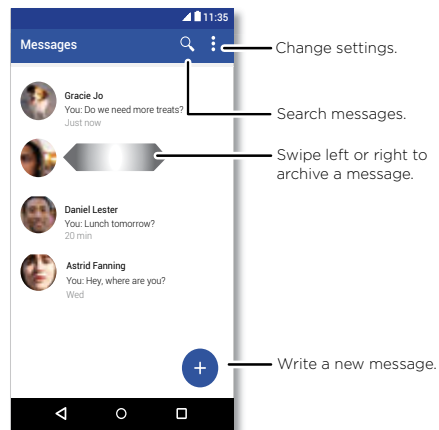 11:35
Messages
Change settings.
Gracie Jo
You: Do we need more treats?
Just now
Search messages.
Swipe left or right to
archive a message.
Daniel Lester
You: Lunch tomorrow?
20 min
Astrid Fanning
You: Hey, where are you?
Wed
+
Write a new message.